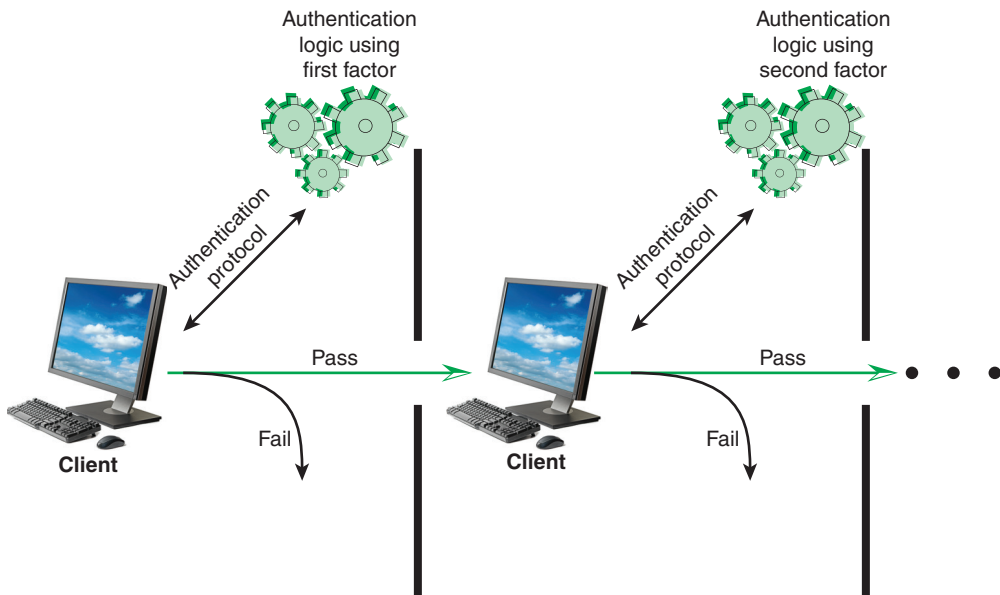 Authentication
logic using
first factor
Authentication
protocol
Pass
Fail
Client
Authentication
logic using
second factor
Authentication
protocol
Pass
Fail
Client